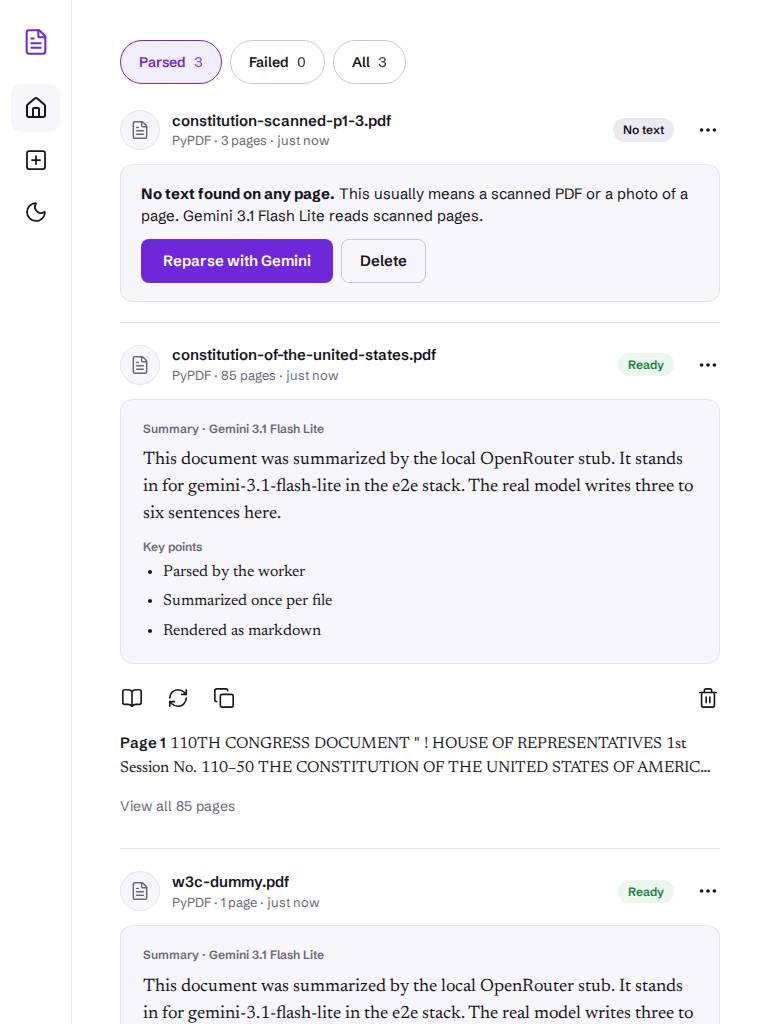 Parsed 3 Failed 0 All 3
constitution-scanned-p1-3.pdf
PyPDF · 3 pages · just now
No text
No text found on any page. This usually means a scanned PDF or a photo of a
page. Gemini 3.1 Flash Lite reads scanned pages.
Reparse with Gemini Delete
constitution-of-the-united-states.pdf
PyPDF · 85 pages · just now
Ready
Summary · Gemini 3.1 Flash Lite
This document was summarized by the local OpenRouter stub. It stands
in for gemini-3.1-flash-lite in the e2e stack. The real model writes three to
six sentences here.
Key points
• Parsed by the worker
• Summarized once per file
• Rendered as markdown
Page 1 110TH CONGRESS DOCUMENT " ! HOUSE OF REPRESENTATIVES 1st
Session No. 110–50 THE CONSTITUTION OF THE UNITED STATES OF AMERIC...
View all 85 pages
w3c-dummy.pdf
PyPDF · 1 page · just now
Ready
Summary · Gemini 3.1 Flash Lite
This document was summarized by the local OpenRouter stub. It stands
in for gemini-3.1-flash-lite in the e2e stack. The real model writes three to